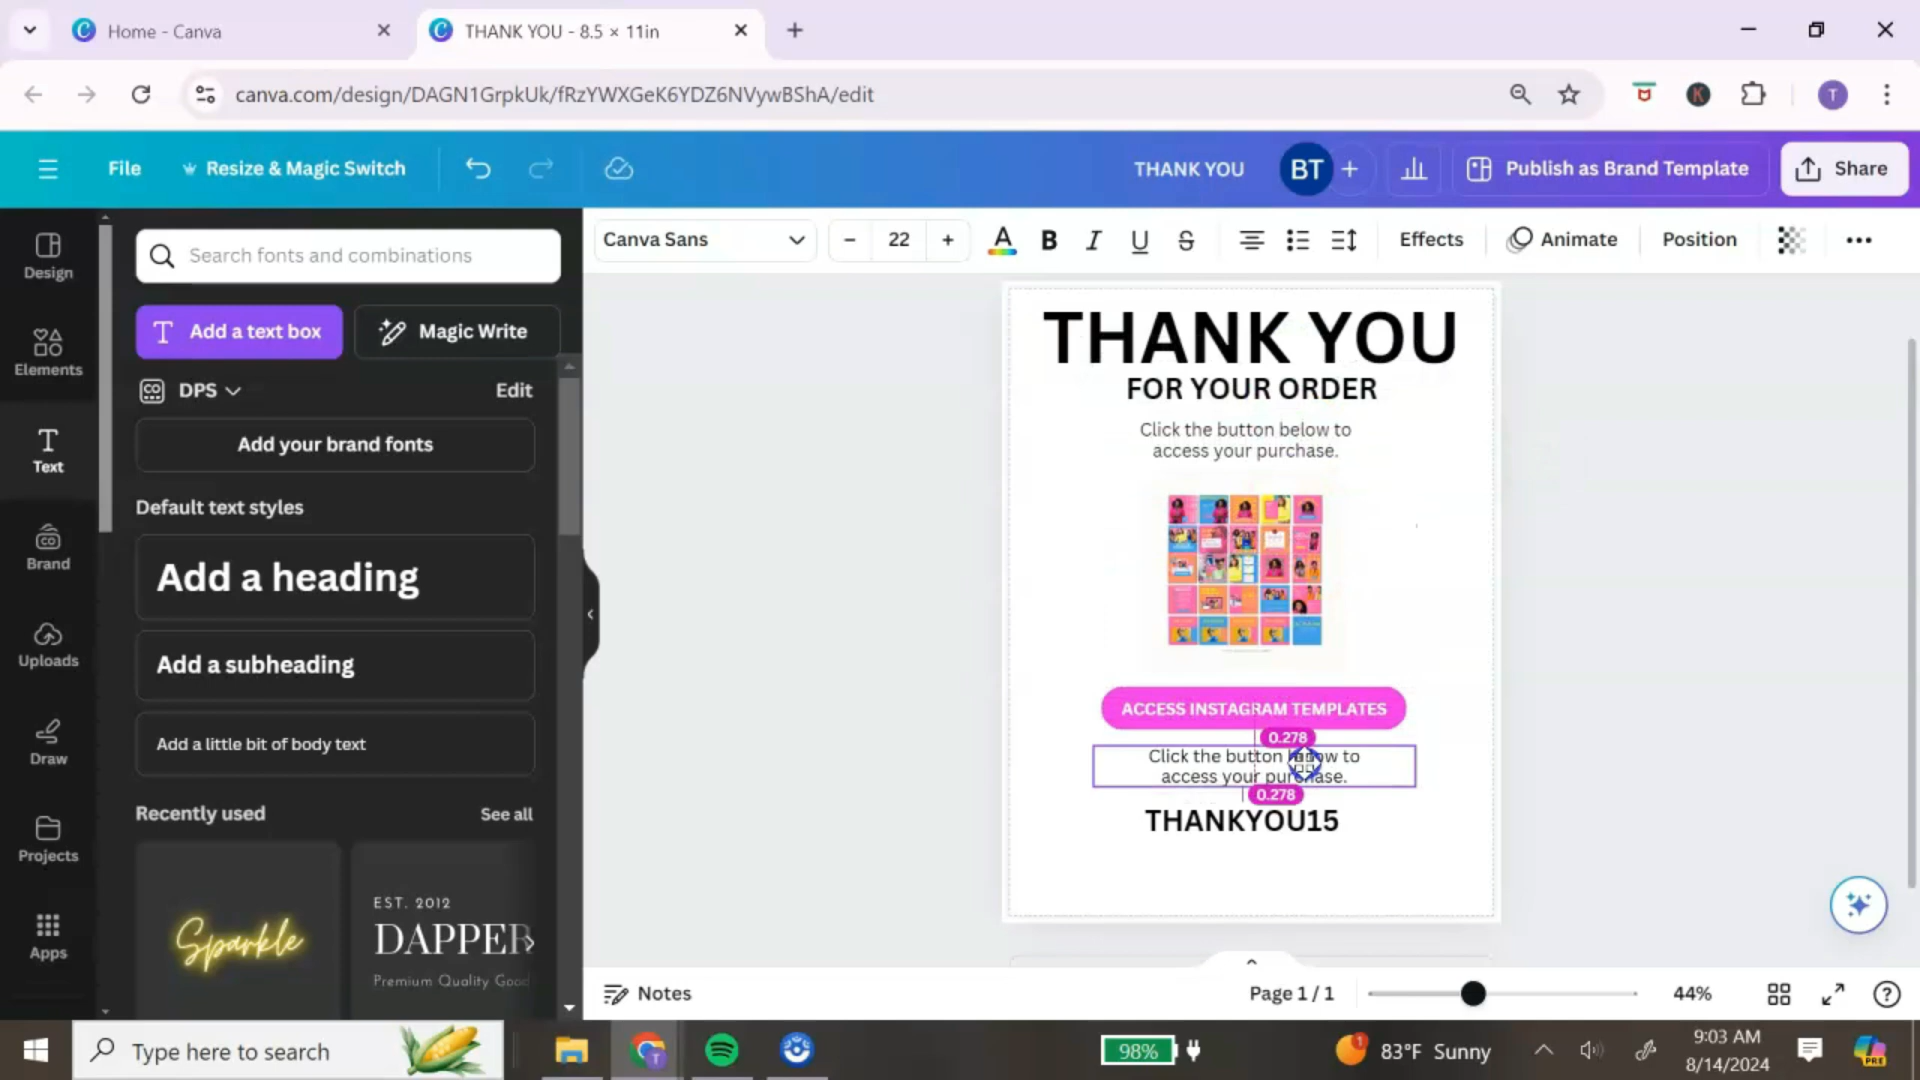 Home - Canva
THANK YOU - 8.5 × 11in
canva.com/design/DAGN1GrpkUk/fRzYWXGeK6YDZ6NVywBShA/edit
T
File
Resize & Magic Switch
THANK YOU
BT
Publish as Brand Template
Share
Design
Elements
Text
Brand
Uploads
Draw
Projects
Apps
Search fonts and combinations
Add a text box
Magic Write
DPS
Edit
Add your brand fonts
Default text styles
Add a heading
Add a subheading
Add a little bit of body text
Recently used
See all
Sparkle
EST. 2012
DAPPER
Premium Quality Good
Canva Sans
22
Effects
Animate
Position
THANK YOU
FOR YOUR ORDER
Click the button below to
access your purchase.
ACCESS INSTAGRAM TEMPLATES
0.278
Click the button below to
access your purchase.
0.278
THANKYOU15
Notes
Page 1 / 1
44%
Type here to search
98%
1
83°F Sunny
9:03 AM
8/14/2024
PRE